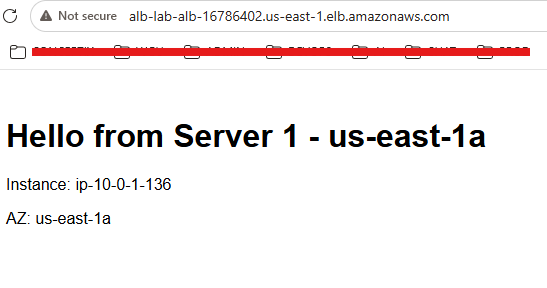 Not secure alb-lab-alb-16786402.us-east-1.elb.amazonaws.com
Hello from Server 1 - us-east-1a
Instance: ip-10-0-1-136
AZ: us-east-1a